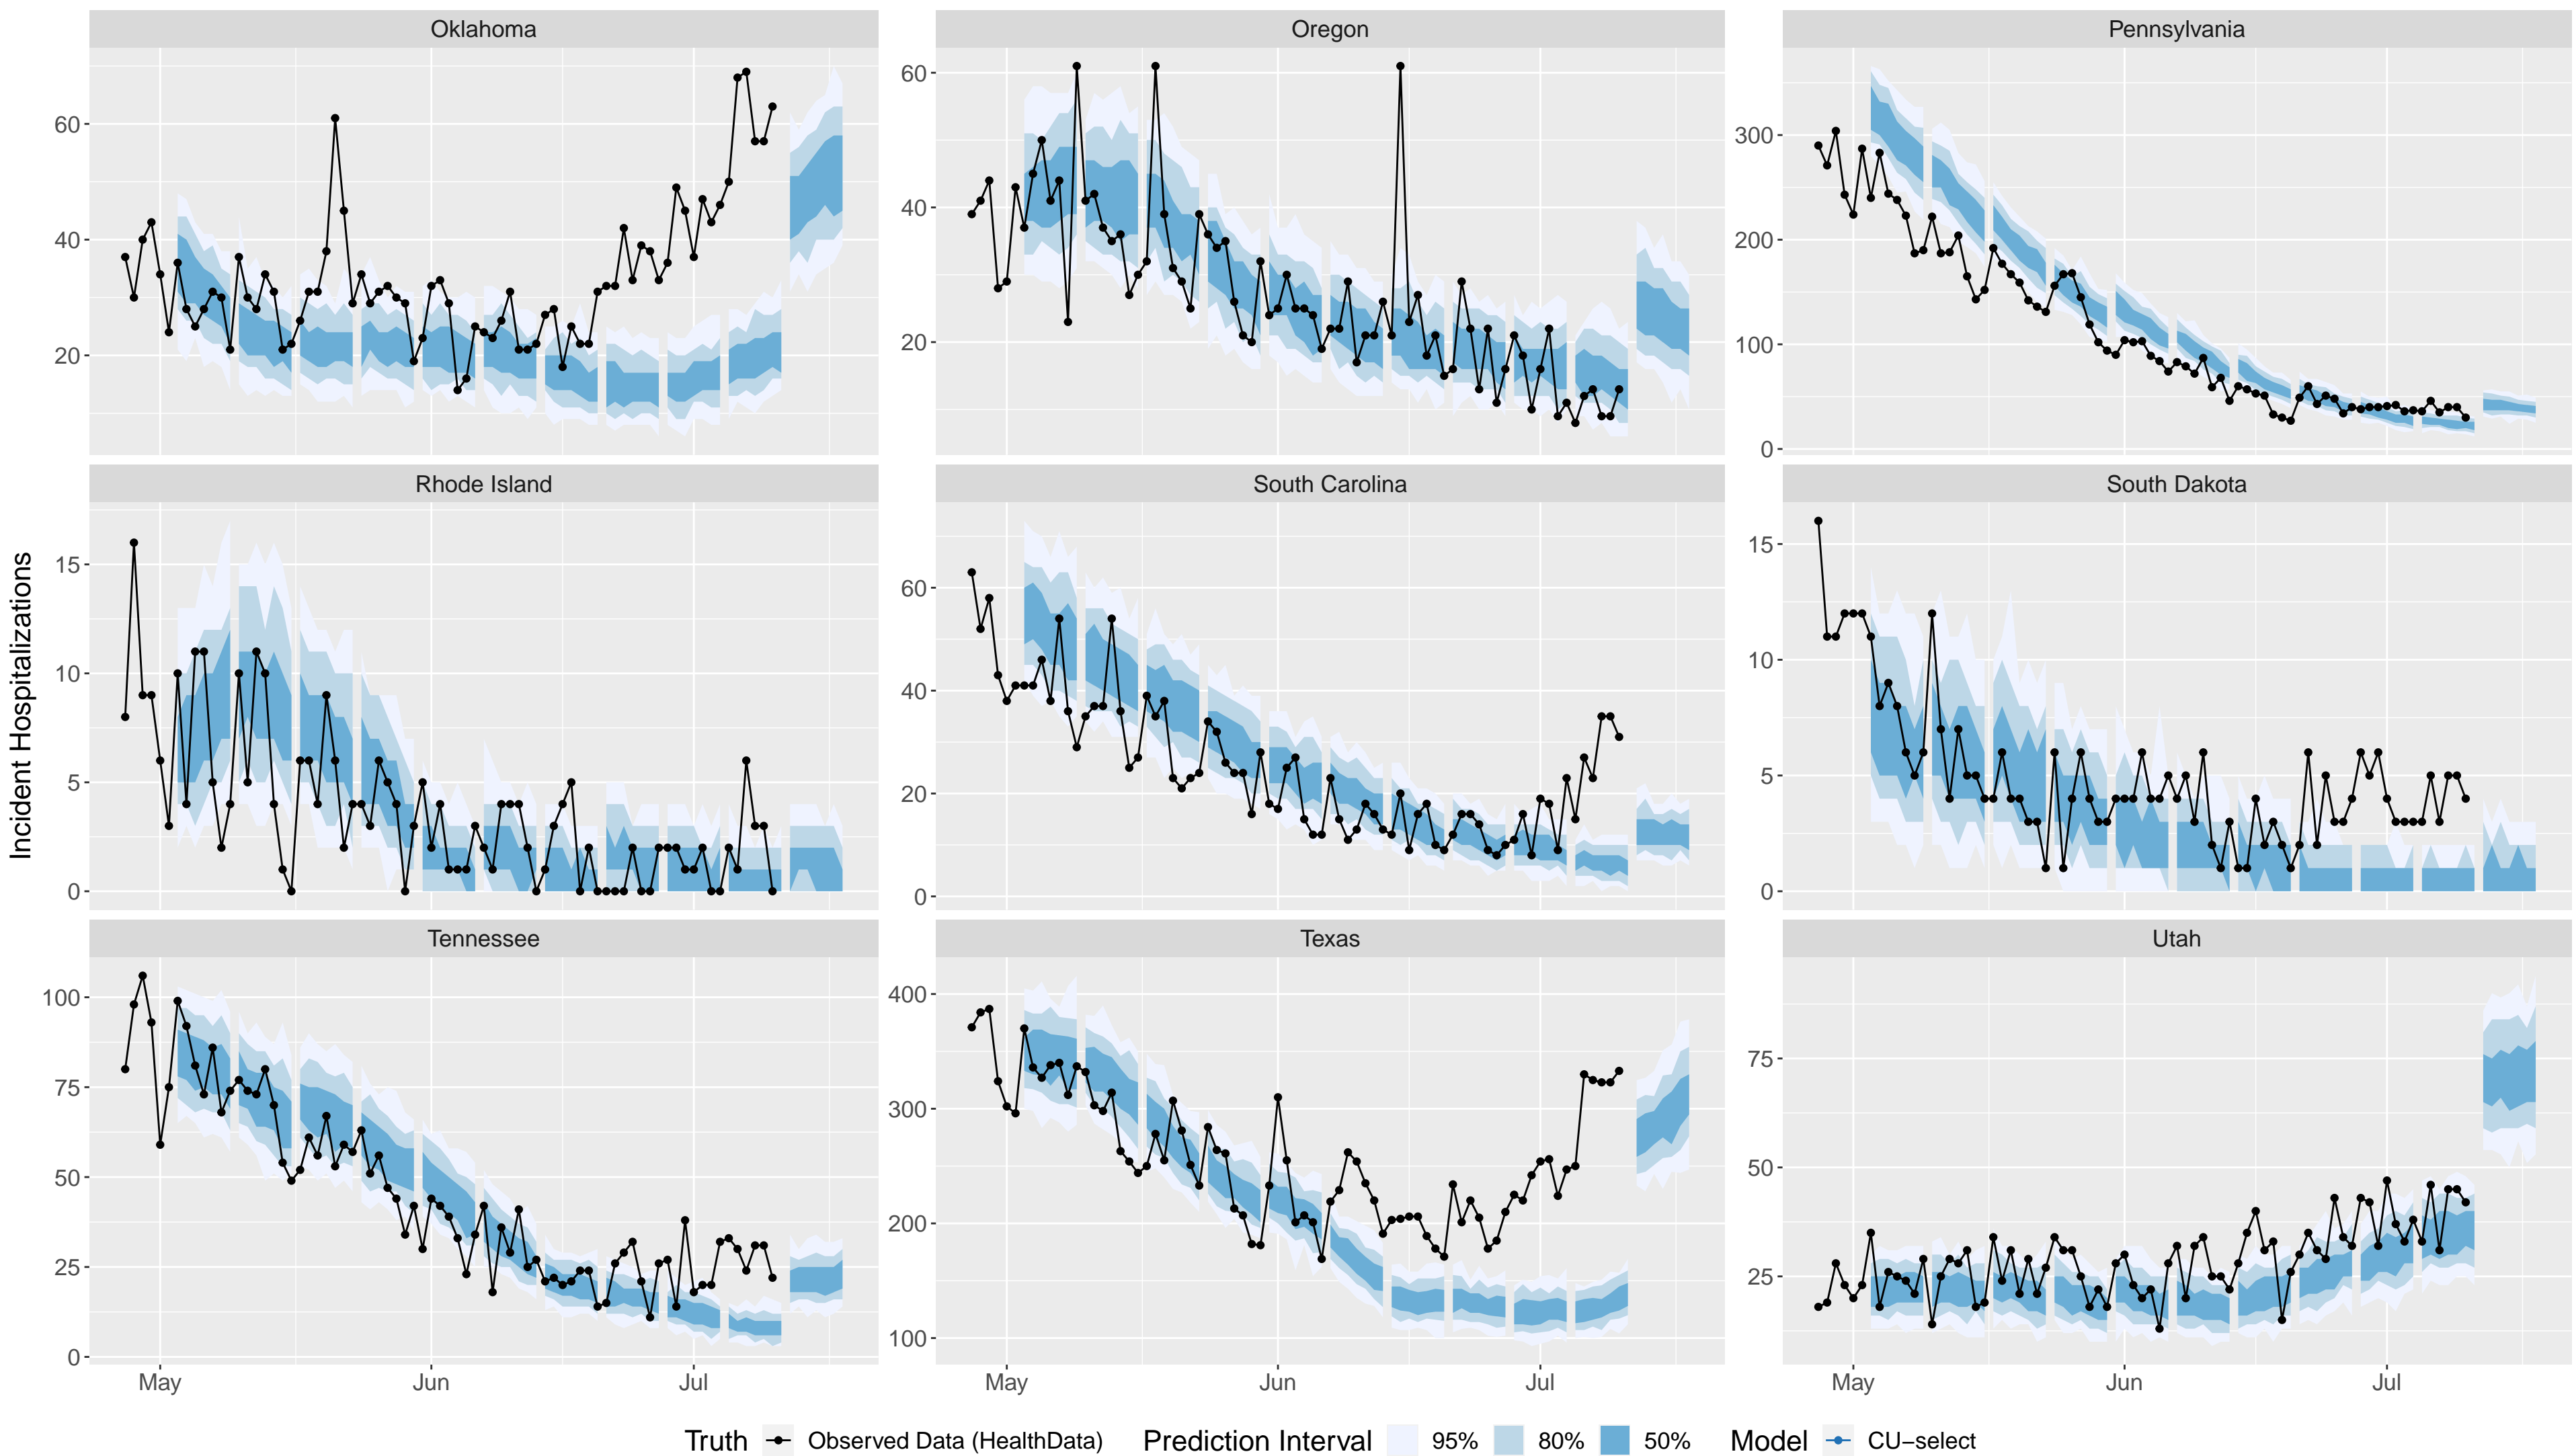 Oklahoma
Oregon
Pennsylvania
60
40
20
60
40
20
300
200
100
0
Rhode Island
South Carolina
South Dakota
Incident Hospitalizations
15
10
5
0
60
40
20
0
15
10
5
0
Tennessee
Texas
Utah
100
75
50
25
0
400
300
200
100
75
50
25
May Jun Jul
May Jun Jul
May Jun Jul
Truth Observed Data (HealthData) Prediction Interval 95% 80% 50% Model CU−select